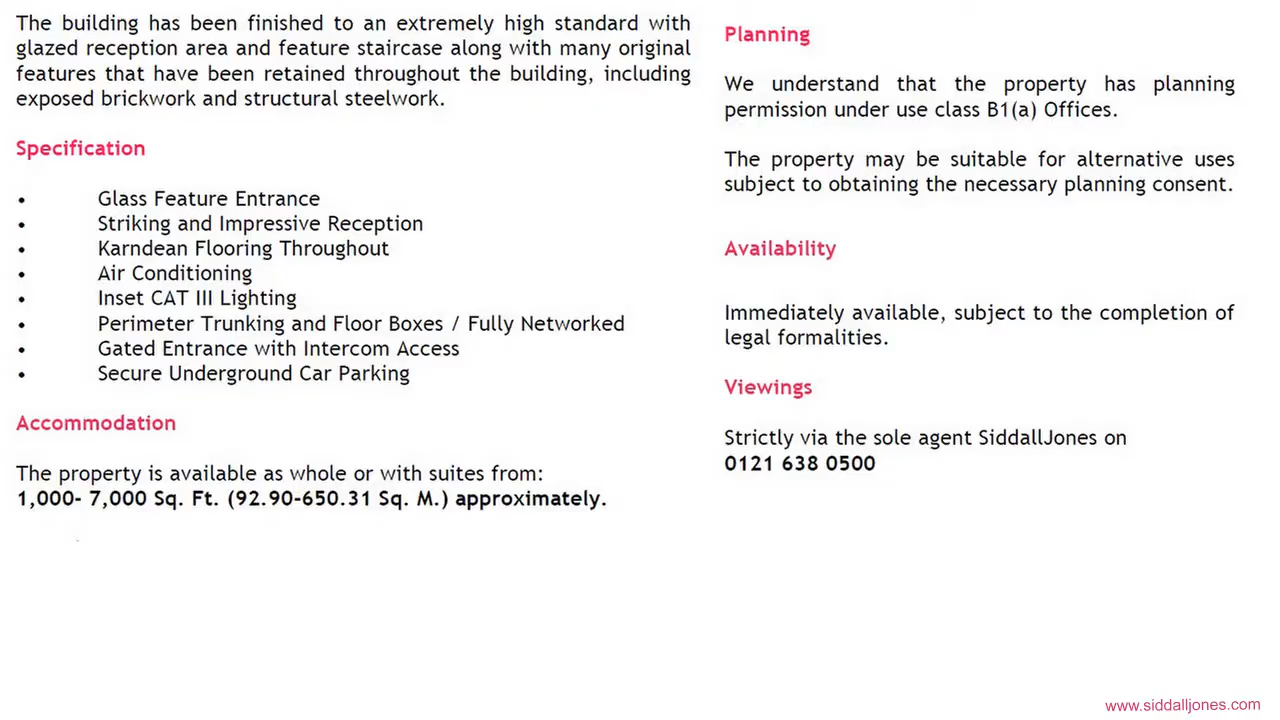 The building has been finished to an extremely high standard with
glazed reception area and feature staircase along with many original
features that have been retained throughout the building, including
exposed brickwork and structural steelwork.
Specification
• Glass Feature Entrance
• Striking and Impressive Reception
• Karndean Flooring Throughout
• Air Conditioning
• Inset CAT III Lighting
• Perimeter Trunking and Floor Boxes / Fully Networked
• Gated Entrance with Intercom Access
• Secure Underground Car Parking
Accommodation
The property is available as whole or with suites from:
1,000- 7,000 Sq. Ft. (92.90-650.31 Sq. M.) approximately.
Planning
We understand that the property has planning
permission under use class B1(a) Offices.
The property may be suitable for alternative uses
subject to obtaining the necessary planning consent.
Availability
Immediately available, subject to the completion of
legal formalities.
Viewings
Strictly via the sole agent SiddallJones on
0121 638 0500
www.siddalljones.com